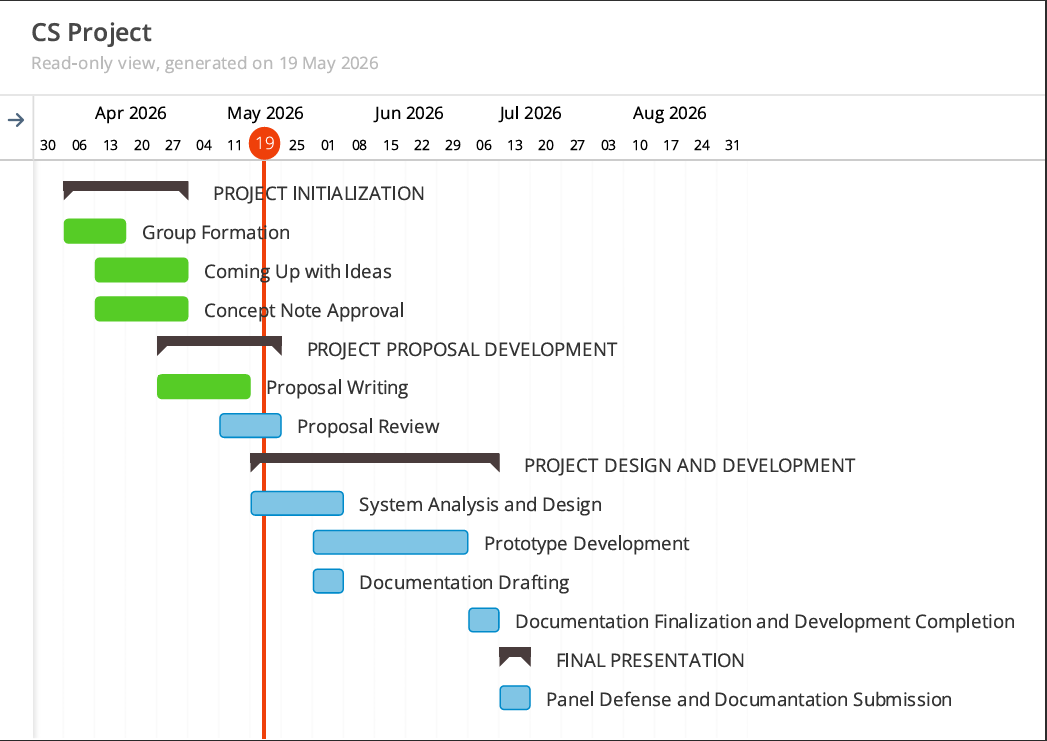 CS Project
Read-only view, generated on 19 May 2026
Apr 2026 May 2026 Jun 2026 Jul 2026 Aug 2026
30 06 13 20 27 04 11 19 25 01 08 15 22 29 06 13 20 27 03 10 17 24 31
PROJECT INITIALIZATION
Group Formation
Coming Up with Ideas
Concept Note Approval
PROJECT PROPOSAL DEVELOPMENT
Proposal Writing
Proposal Review
PROJECT DESIGN AND DEVELOPMENT
System Analysis and Design
Prototype Development
Documentation Drafting
Documentation Finalization and Development Completion
FINAL PRESENTATION
Panel Defense and Documantation Submission